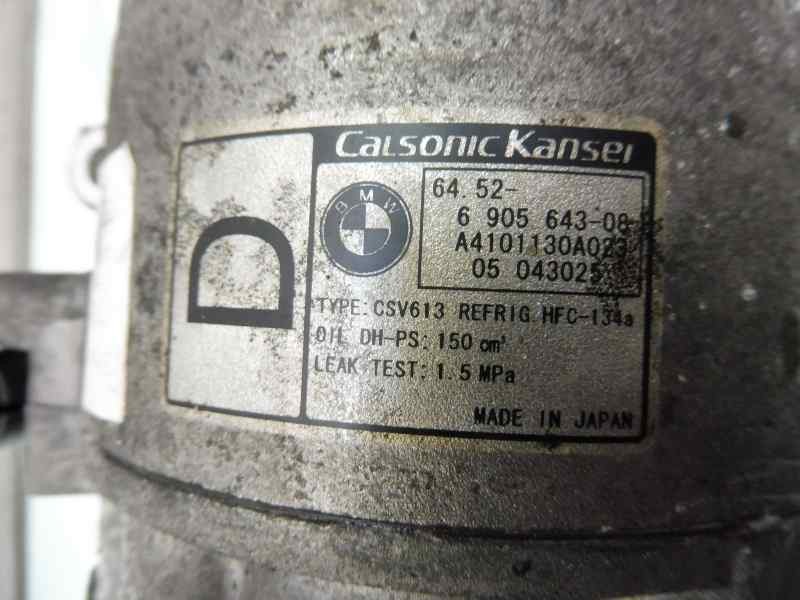 D
CALSONIC KANSEI
BMW
64.52-
6 905 643-08
A4101130A023
05 043025
TYPE:CSV613 REFRIG.HFC-134a
OIL DH-PS:150 cm³
LEAK TEST:1.5 MPa
MADE IN JAPAN